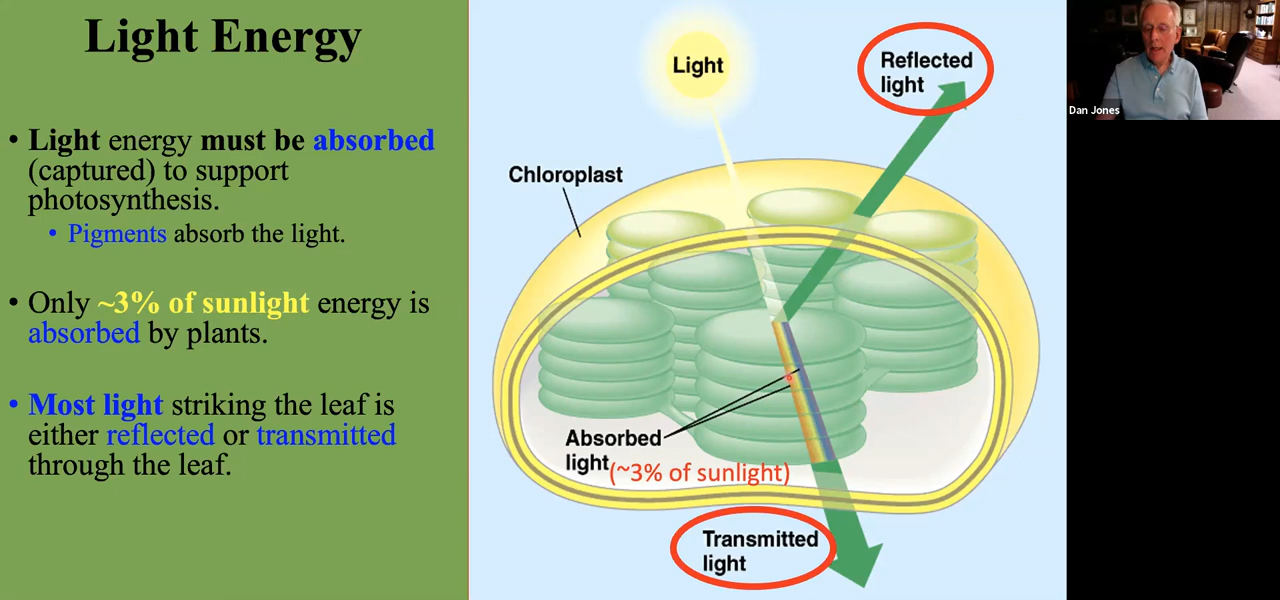 Light Energy
• Light energy must be absorbed
(captured) to support
photosynthesis.
• Pigments absorb the light.
• Only ~3% of sunlight energy is
absorbed by plants.
• Most light striking the leaf is
either reflected or transmitted
through the leaf.
Light
Reflected
light
Chloroplast
Absorbed
light(~3% of sunlight)
Transmitted
light
Dan Jones